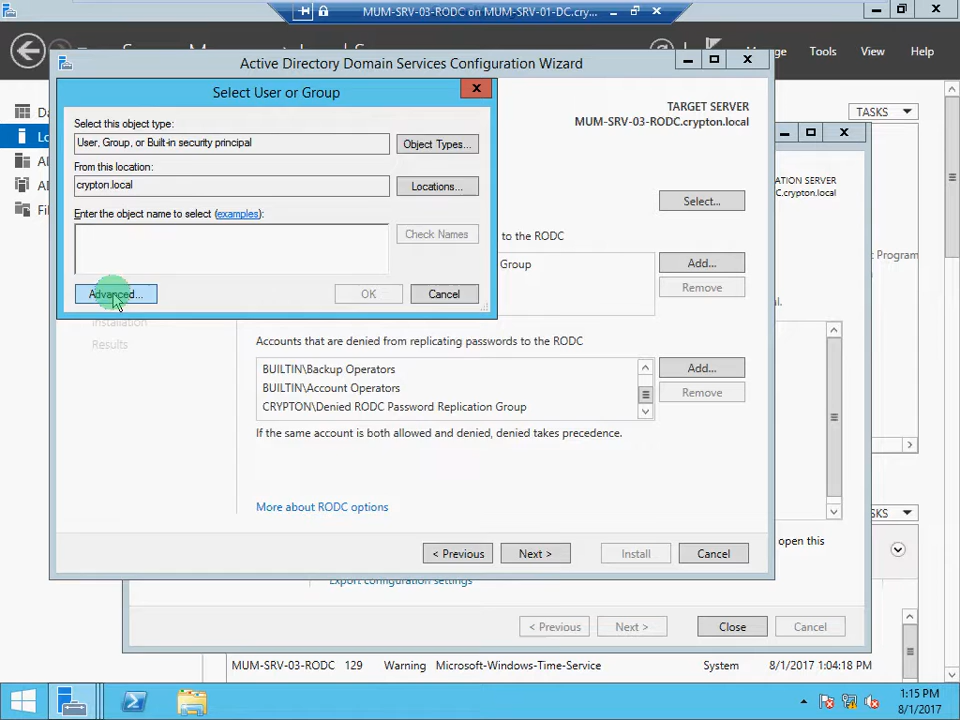 MUM-SRV-03-RODC on MUM-SRV-01-DC.cry...
Tools
View
Help
Active Directory Domain Services Configuration Wizard
Select User or Group
TARGET SERVER
MUM-SRV-03-RODC.crypton.local
TASKS
Select this object type:
User, Group, or Built-in security principal
Object Types...
From this location:
crypton.local
Locations...
Select...
Enter the object name to select (examples):
Check Names
to the RODC
Group
Add...
Remove
Advanced...
OK
Cancel
Installation
Results
Accounts that are denied from replicating passwords to the RODC
BUILTIN\Backup Operators
BUILTIN\Account Operators
CRYPTON\Denied RODC Password Replication Group
Add...
Remove
If the same account is both allowed and denied, denied takes precedence.
More about RODC options
open this
< Previous
Next >
Install
Cancel
Export configuration settings
< Previous
Next >
Close
Cancel
MUM-SRV-03-RODC 129 Warning Microsoft-Windows-Time-Service System 8/1/2017 1:04:18 PM
1:15 PM
8/1/2017